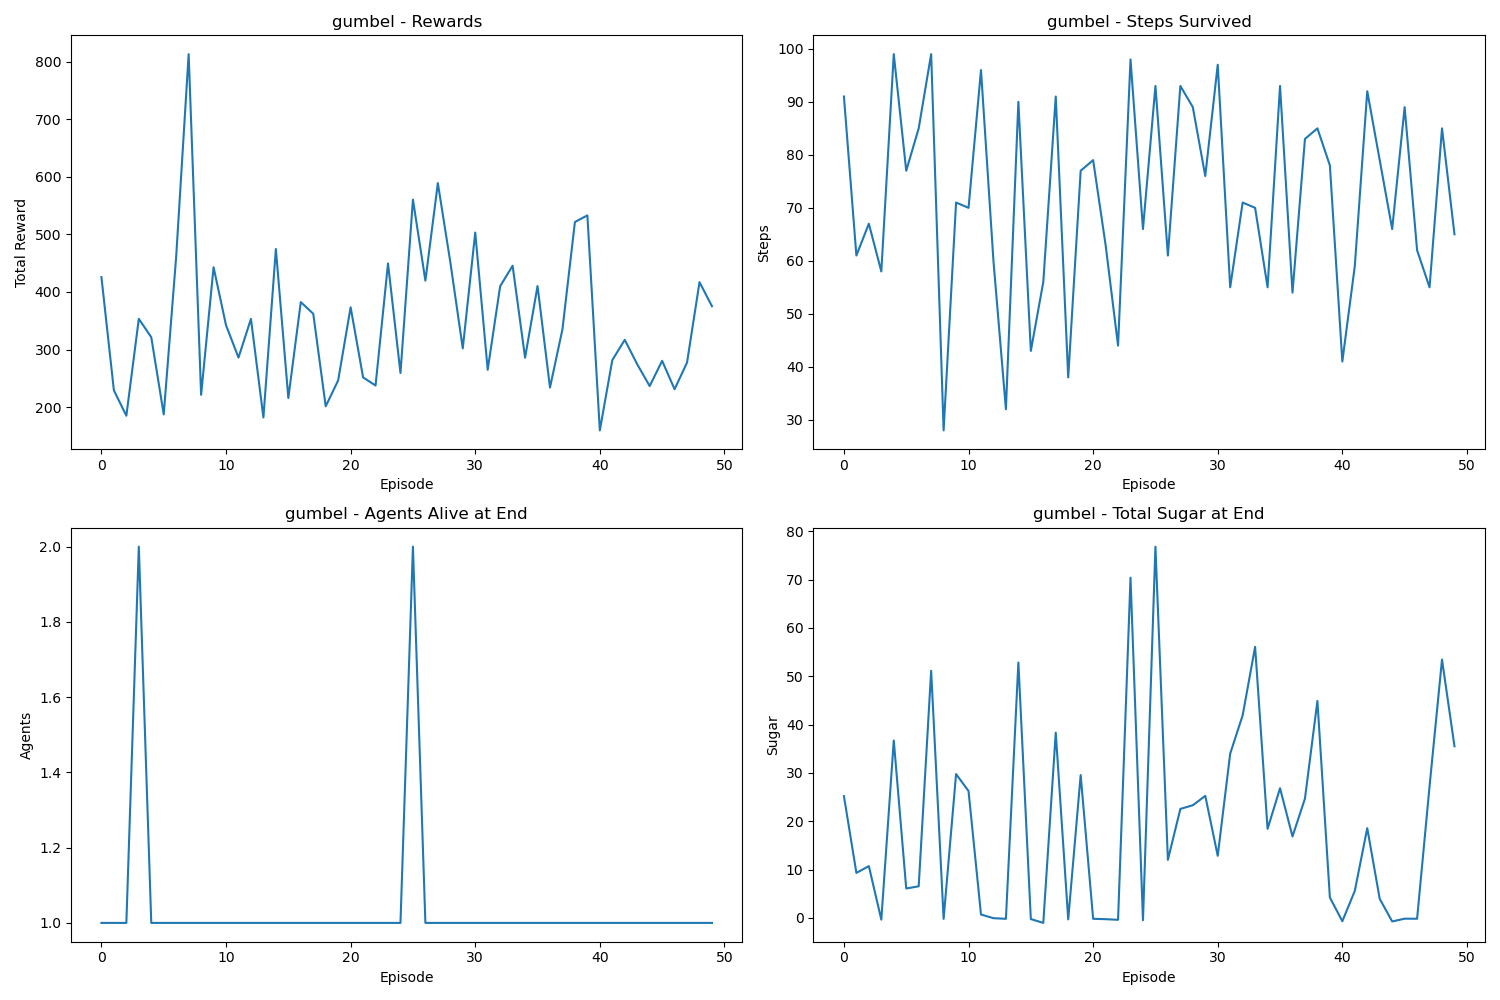 gumbel - Rewards
Total Reward
800
700
600
500
400
300
200
0 10 20 30 40 50
Episode
gumbel - Steps Survived
Steps
100
90
80
70
60
50
40
30
0 10 20 30 40 50
Episode
gumbel - Agents Alive at End
Agents
2.0
1.8
1.6
1.4
1.2
1.0
0 10 20 30 40 50
Episode
gumbel - Total Sugar at End
Sugar
80
70
60
50
40
30
20
10
0
0 10 20 30 40 50
Episode